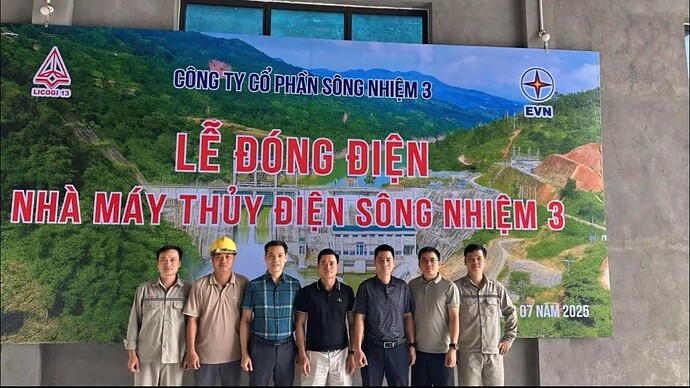 LICOGI 13
CÔNG TY CỔ PHẦN SÔNG NHIỆM 3
EVN
LỄ ĐÓNG ĐIỆN
NHÀ MÁY THỦY ĐIỆN SÔNG NHIỆM 3
07 NĂM 2025